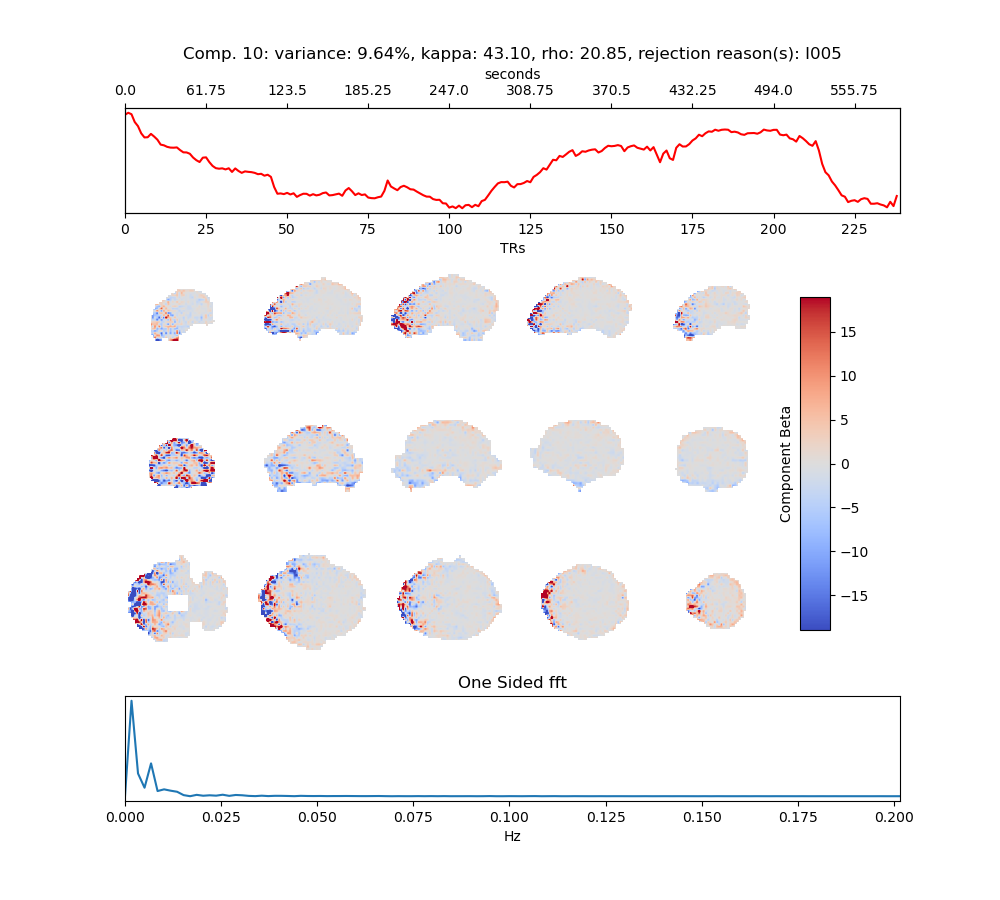 Comp. 10: variance: 9.64%, kappa: 43.10, rho: 20.85, rejection reason(s): I005
seconds
0.0 61.75 123.5 185.25 247.0 308.75 370.5 432.25 494.0 555.75
0 25 50 75 100 125 150 175 200 225
TRs
15
10
5
0
−5
−10
−15
Component Beta
One Sided fft
0.000 0.025 0.050 0.075 0.100 0.125 0.150 0.175 0.200
Hz